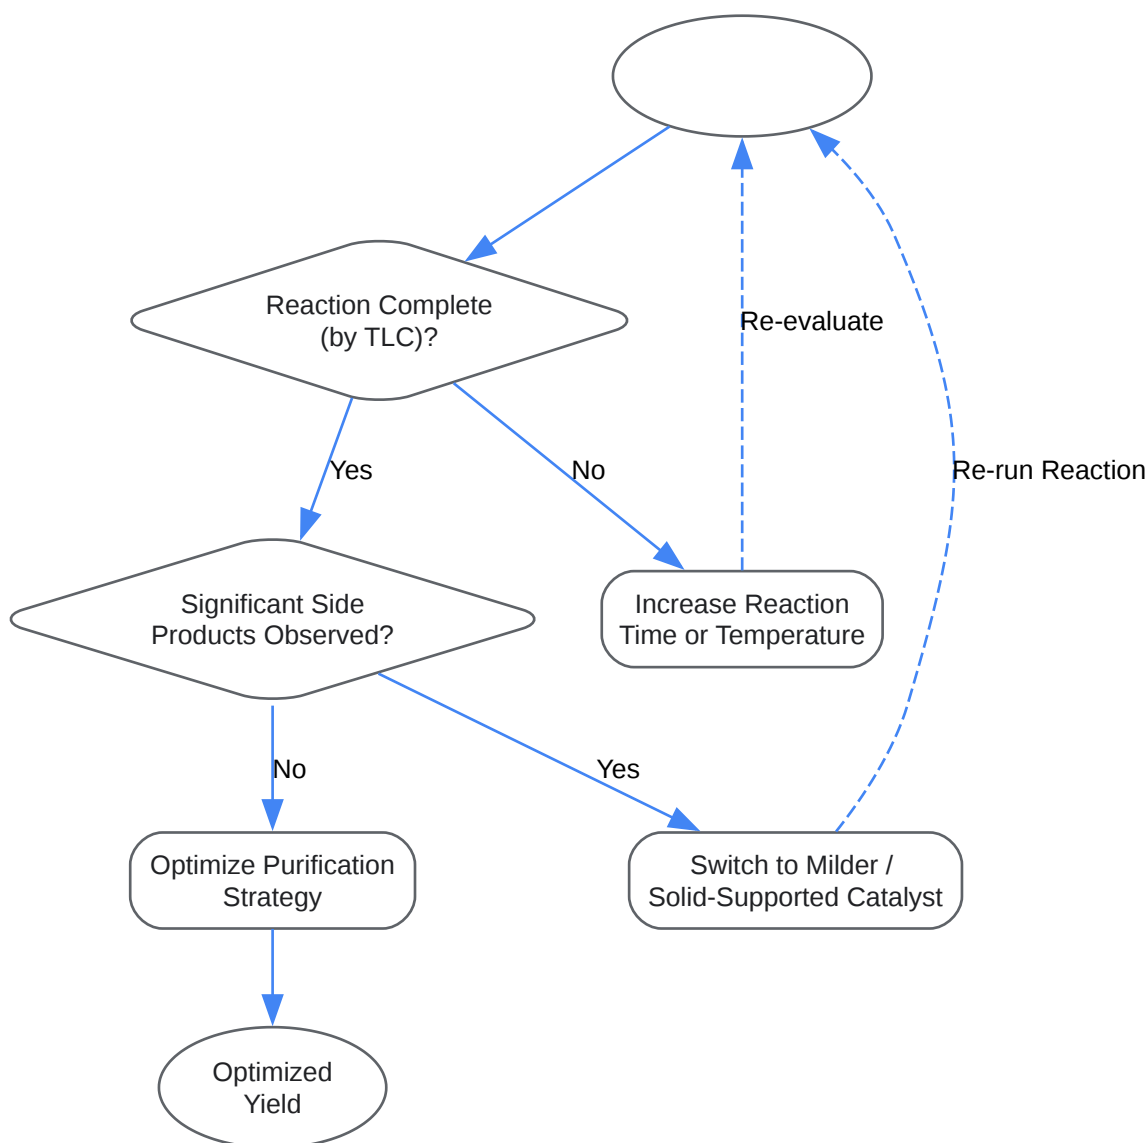 Reaction Complete
(by TLC)?
Re-evaluate
Yes
No
Re-run Reaction
Significant Side
Products Observed?
Increase Reaction
Time or Temperature
No
Yes
Optimize Purification
Strategy
Switch to Milder /
Solid-Supported Catalyst
Optimized
Yield